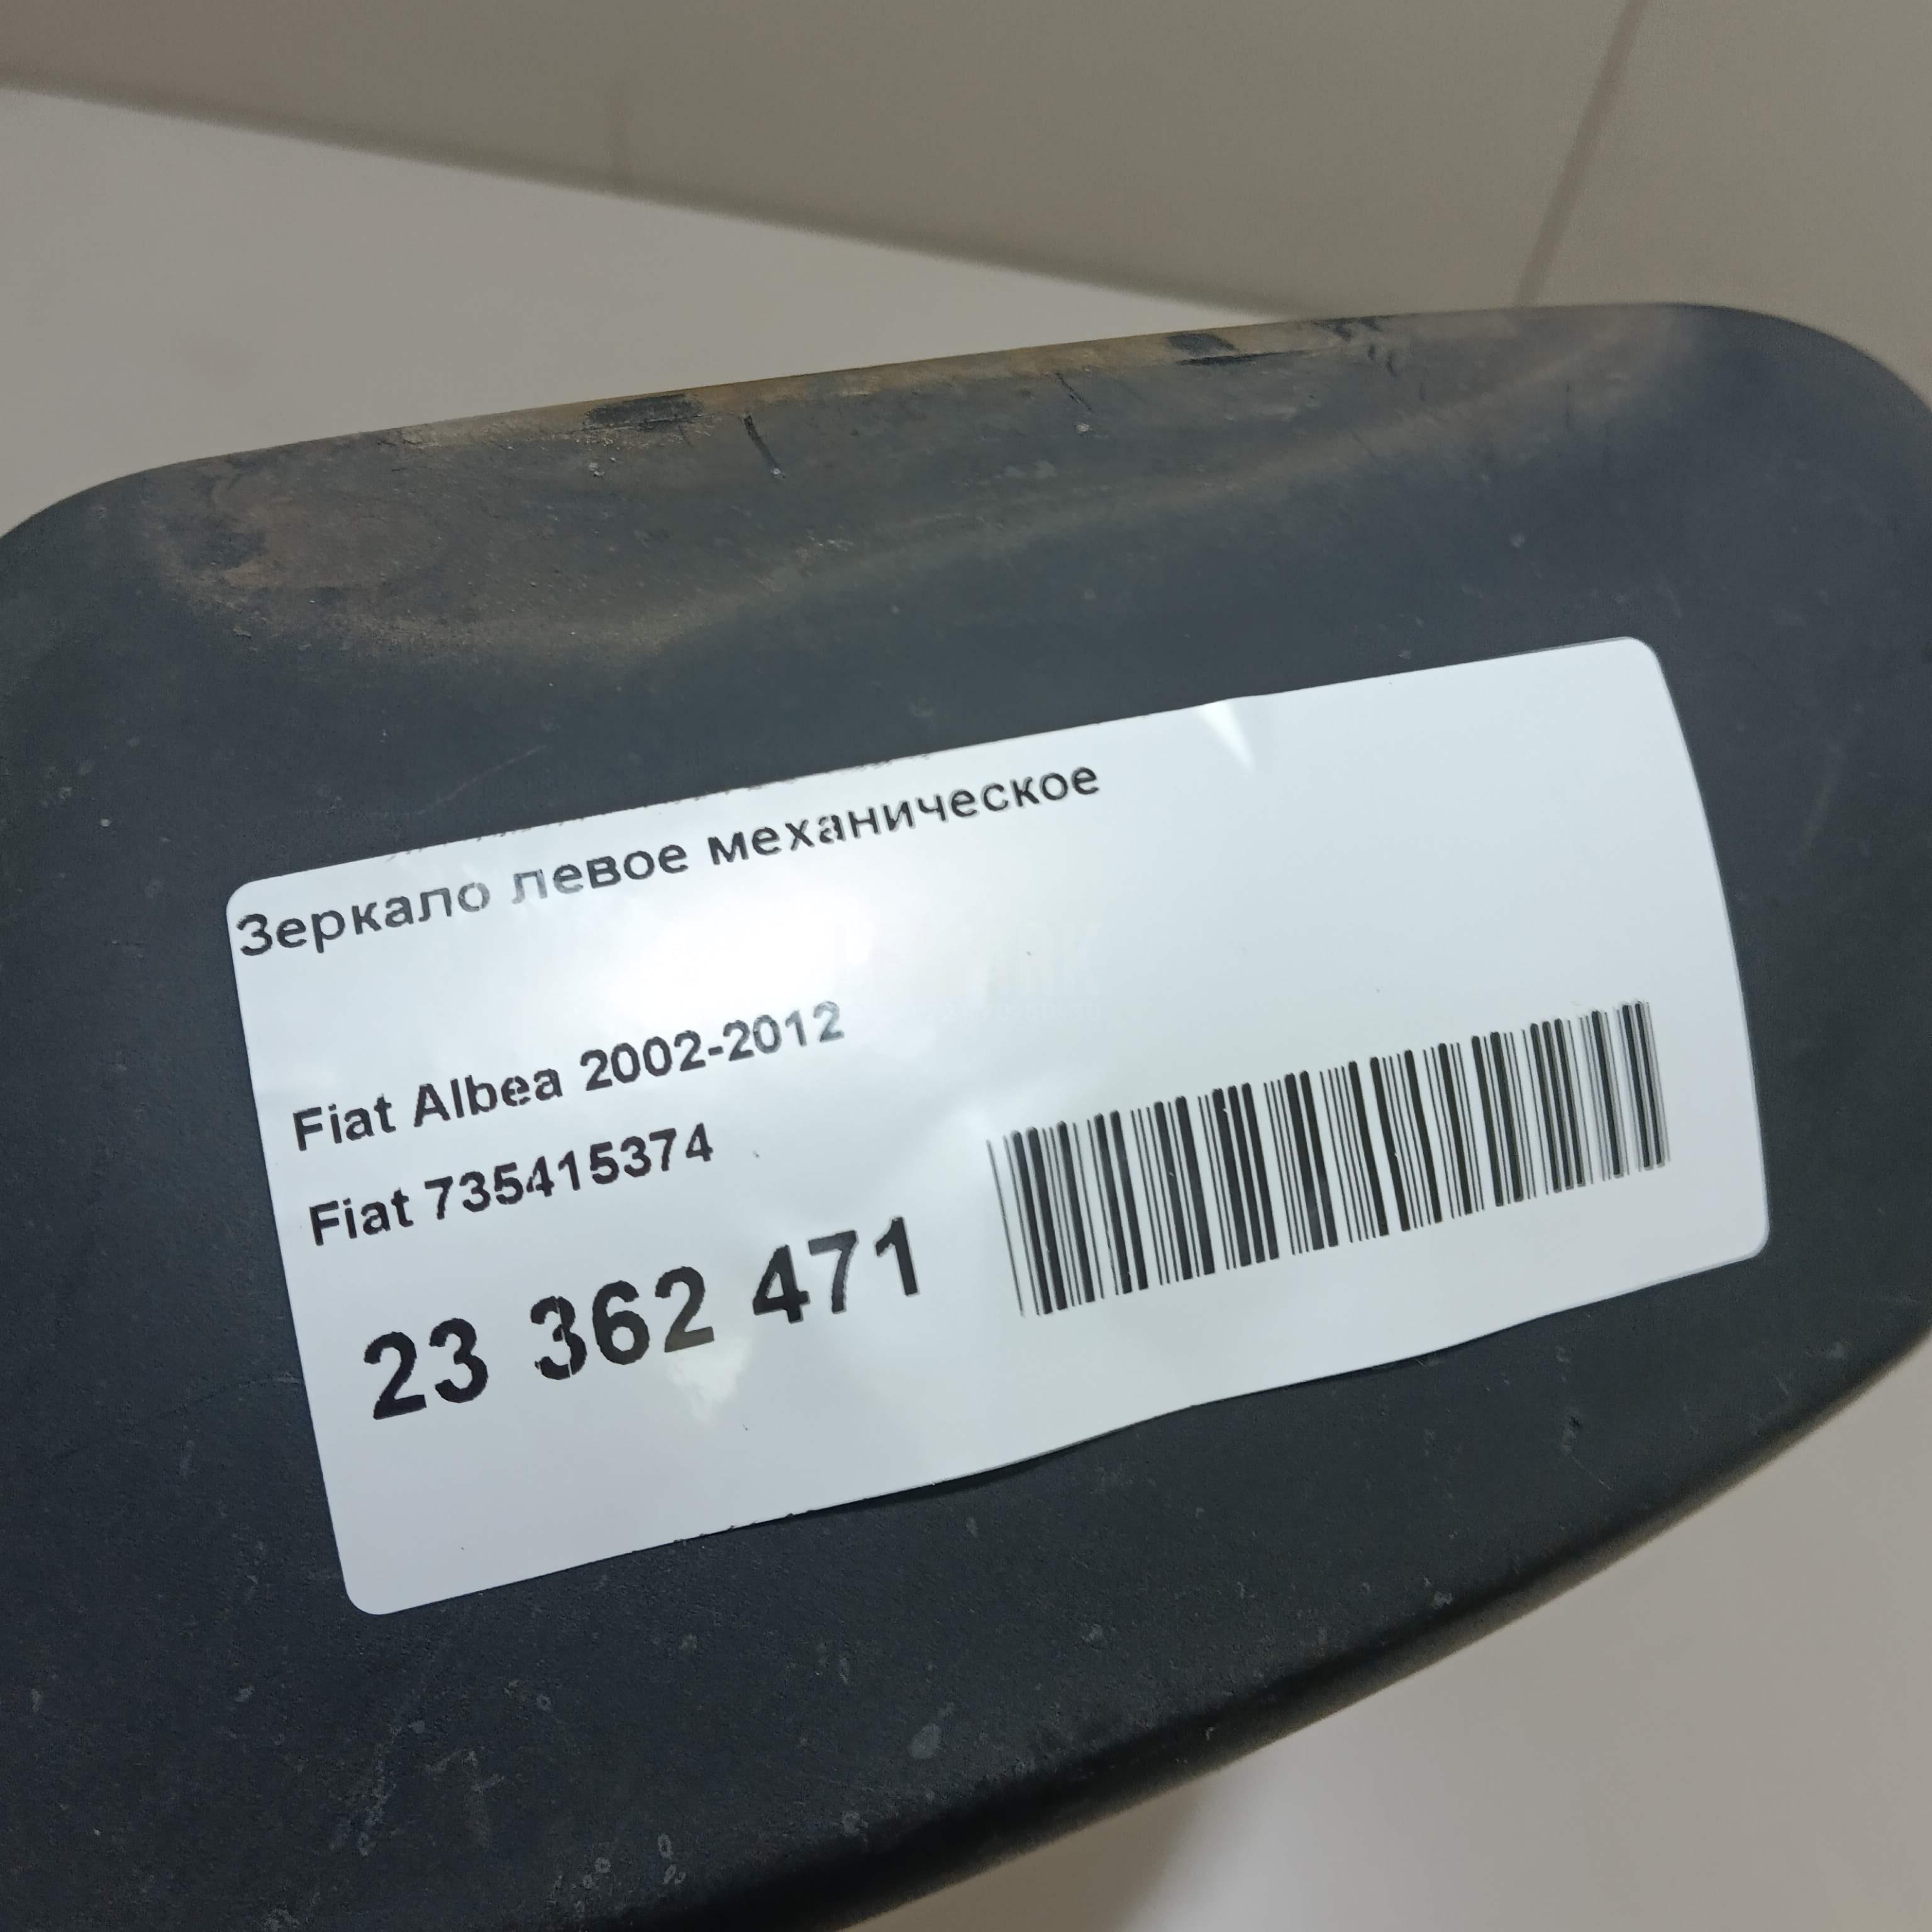 Зеркало левое механическое
Fiat Albea 2002-2012
Fiat 735415374
23 362 471